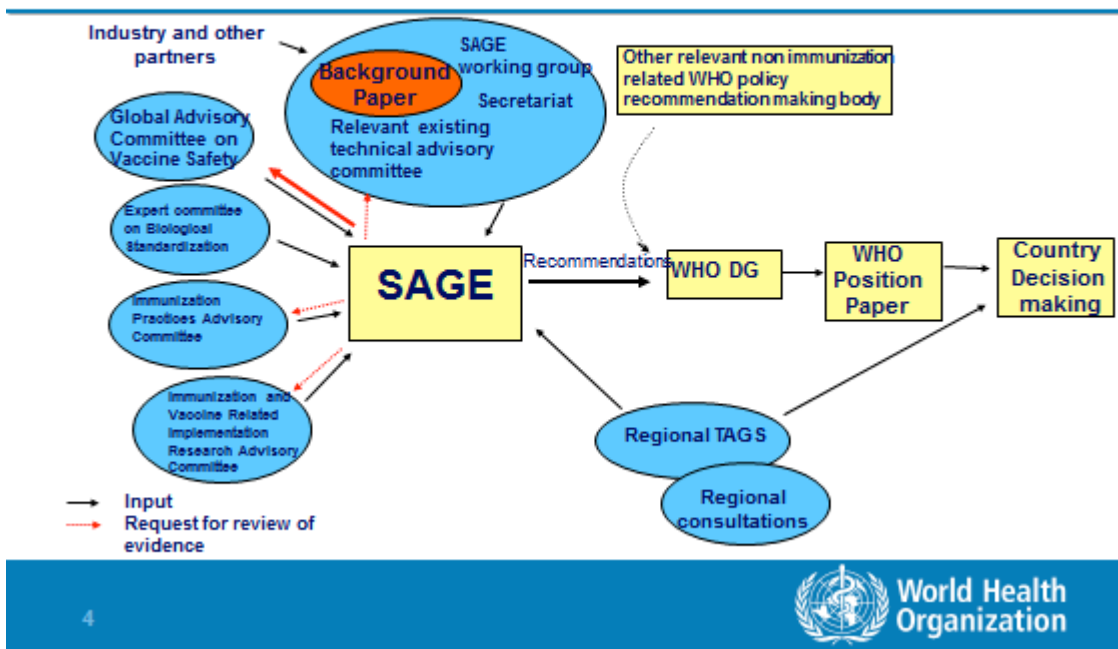 Industry and other
partners
SAGE
working group
Background
Paper
Secretariat
Relevant existing
technical advisory
committee
Other relevant non immunization
related WHO policy
recommendation making body
Global Advisory
Committee on
Vaccine Safety
Expert committee
on Biological
Standardization
Immunization
Practices Advisory
Committee
Immunization and
Vaccine Related
Implementation
Research Advisory
Committee
SAGE
Recommendations
WHO DG
WHO
Position
Paper
Country
Decision
making
Regional TAGS
Regional
consultations
Input
Request for review of
evidence
4
World Health
Organization